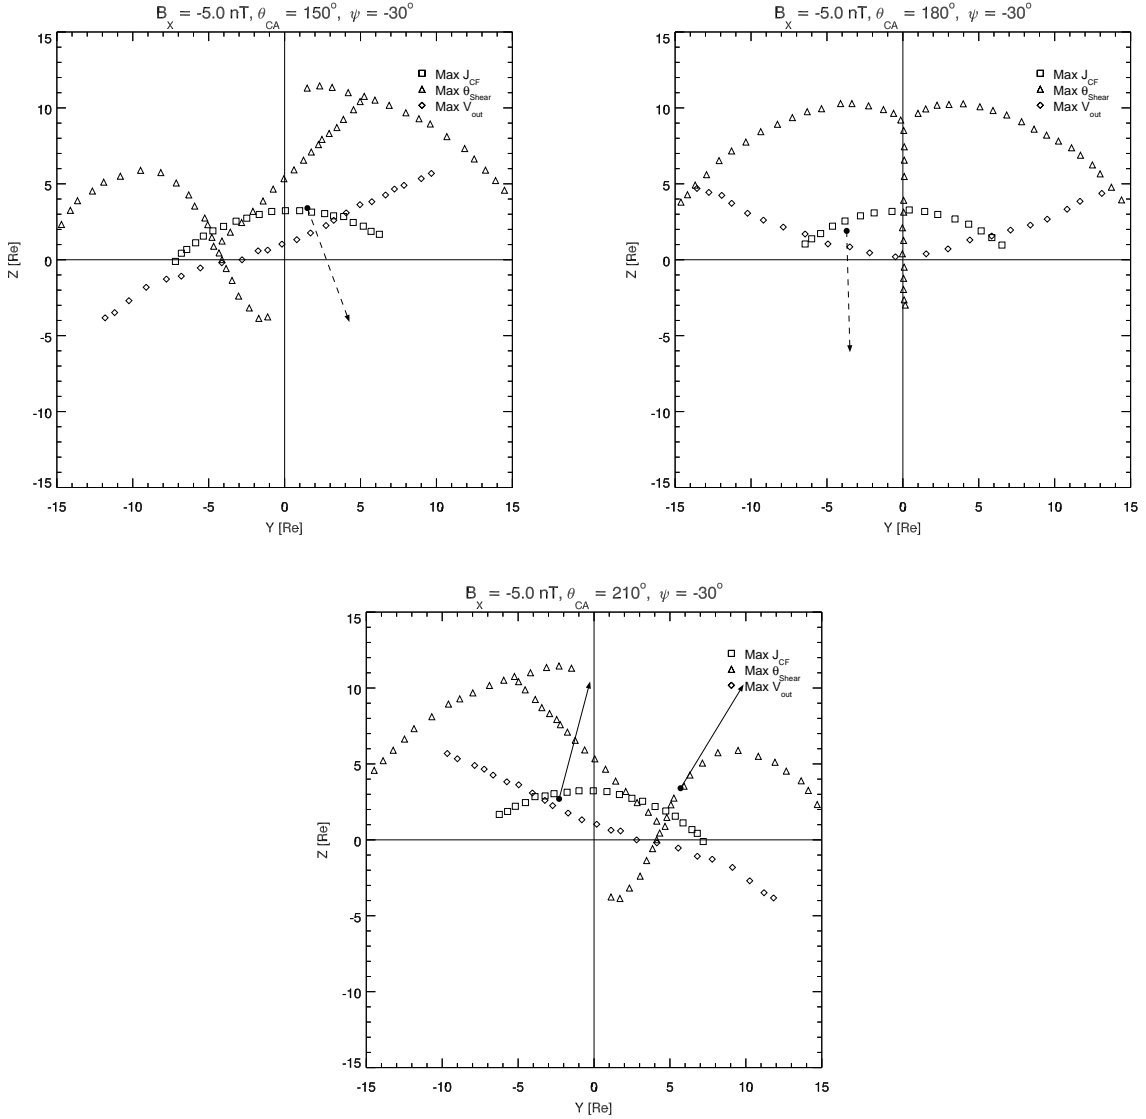 B_X = -5.0 nT, θ_CA = 150°, ψ = -30°
15
10
5
0
-5
-10
-15
Z [Re]
Max J_CF
Max θ_Shear
Max V_out
-15 -10 -5 0 5 10 15
Y [Re]
B_X = -5.0 nT, θ_CA = 180°, ψ = -30°
15
10
5
0
-5
-10
-15
Z [Re]
Max J_CF
Max θ_Shear
Max V_out
-15 -10 -5 0 5 10 15
Y [Re]
B_X = -5.0 nT, θ_CA = 210°, ψ = -30°
15
10
5
0
-5
-10
-15
Z [Re]
Max J_CF
Max θ_Shear
Max V_out
-15 -10 -5 0 5 10 15
Y [Re]